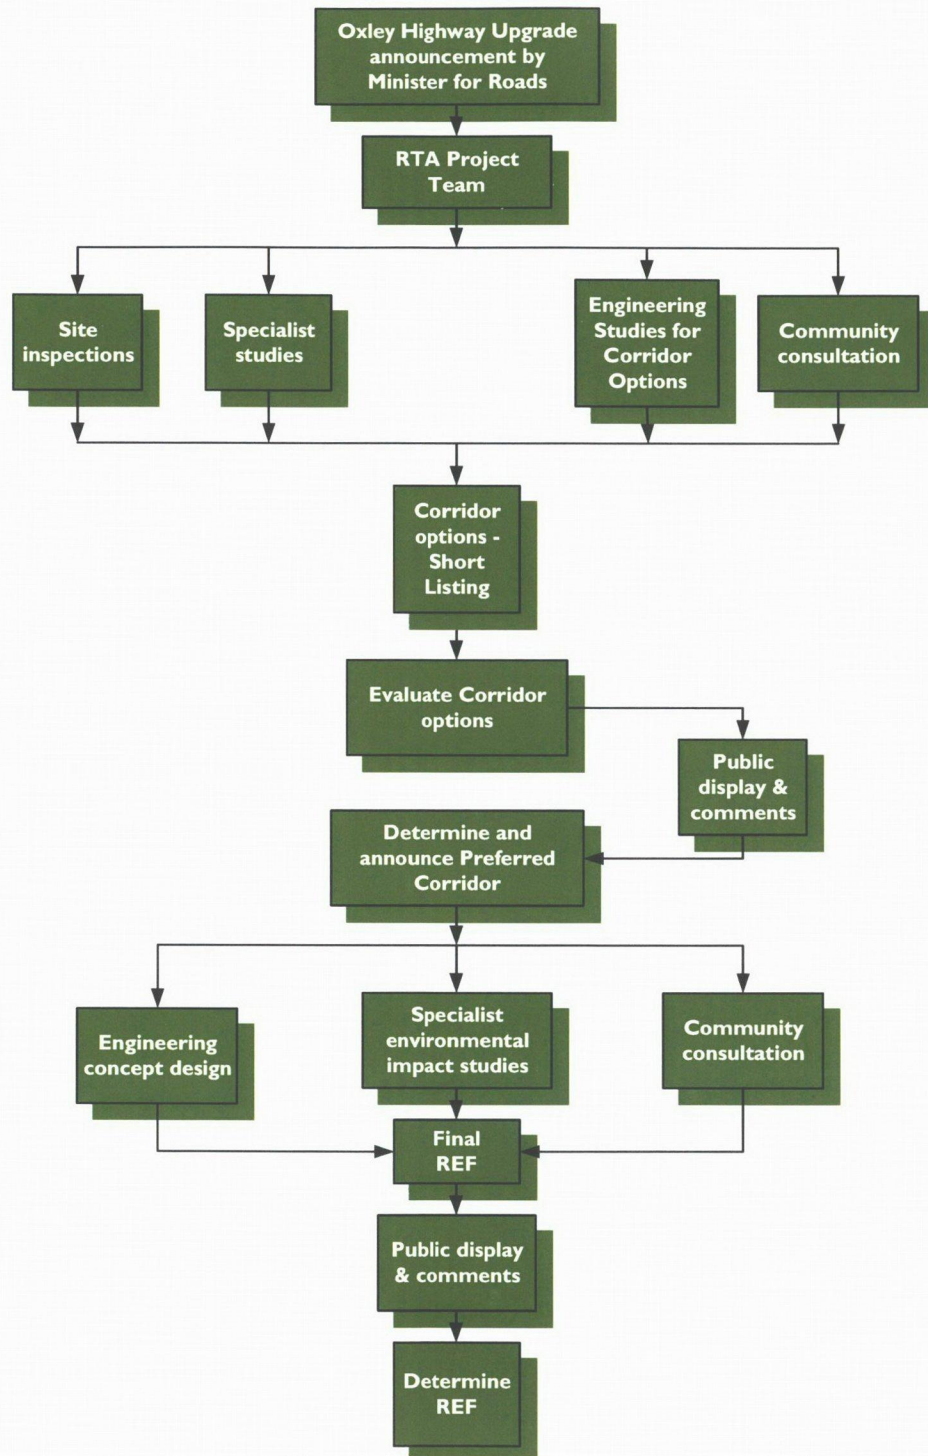 Oxley Highway Upgrade
announcement by
Minister for Roads
RTA Project
Team
Site
inspections
Specialist
studies
Engineering
Studies for
Corridor
Options
Community
consultation
Corridor
options -
Short
Listing
Evaluate Corridor
options
Public
display &
comments
Determine and
announce Preferred
Corridor
Engineering
concept design
Specialist
environmental
impact studies
Community
consultation
Final
REF
Public display
& comments
Determine
REF